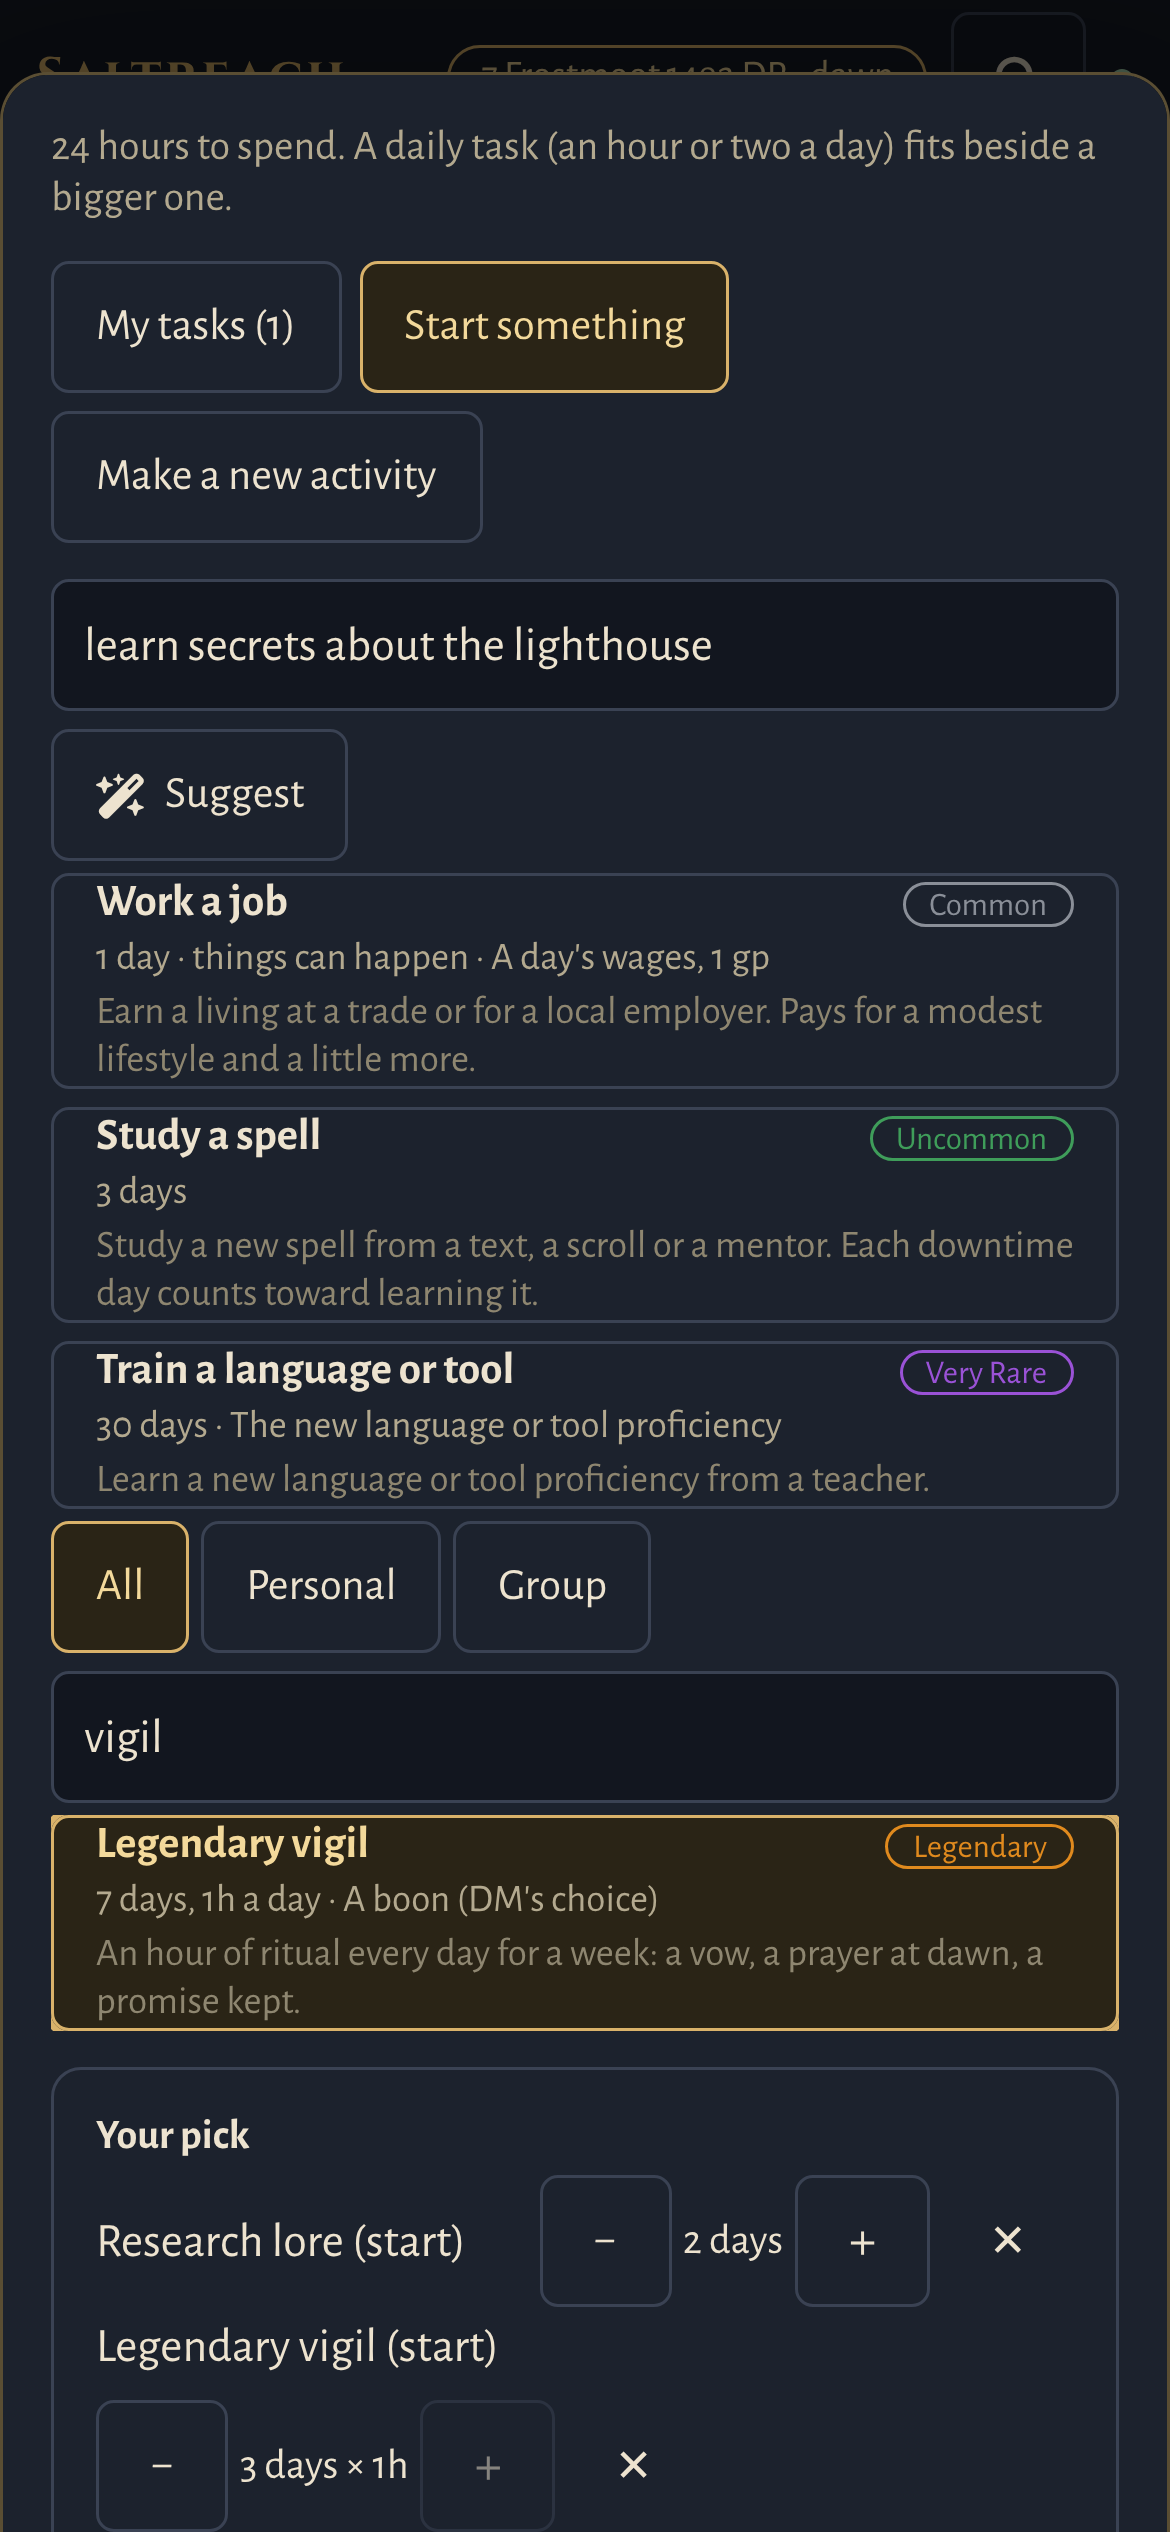 SALTREACH
7 Frostmoot 1492 DR · dawn
24 hours to spend. A daily task (an hour or two a day) fits beside a
bigger one.
My tasks (1)
Start something
Make a new activity
learn secrets about the lighthouse
Suggest
Work a job
Common
1 day · things can happen · A day's wages, 1 gp
Earn a living at a trade or for a local employer. Pays for a modest
lifestyle and a little more.
Study a spell
Uncommon
3 days
Study a new spell from a text, a scroll or a mentor. Each downtime
day counts toward learning it.
Train a language or tool
Very Rare
30 days · The new language or tool proficiency
Learn a new language or tool proficiency from a teacher.
All
Personal
Group
vigil
Legendary vigil
Legendary
7 days, 1h a day · A boon (DM's choice)
An hour of ritual every day for a week: a vow, a prayer at dawn, a
promise kept.
Your pick
Research lore (start)
− 2 days + ✕
Legendary vigil (start)
− 3 days × 1h + ✕